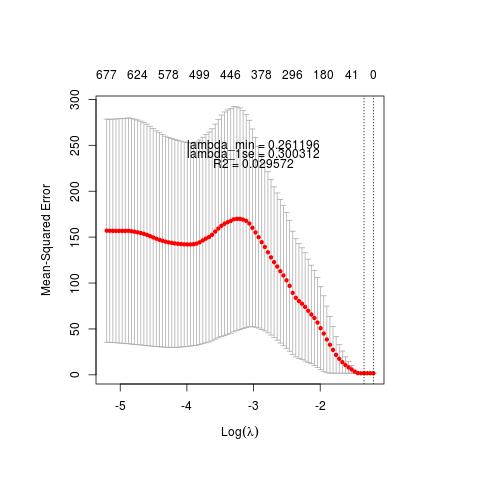 677 624 578 499 446 378 296 180 41 0
300
250
200
150
100
50
0
lambda_min = 0.261196
lambda_1se = 0.300312
R2 = 0.029572
Mean-Squared Error
-5 -4 -3 -2
Log(λ)